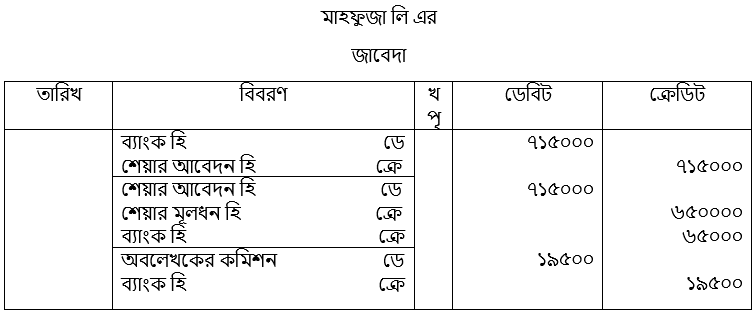 মাহফুজা লি এর
জাবেদা
তারিখ বিবরণ খ পৃ ডেবিট ক্রেডিট
ব্যাংক হি ডে ৭১৫০০০
শেয়ার আবেদন হি ক্রে ৭১৫০০০
শেয়ার আবেদন হি ডে ৭১৫০০০
শেয়ার মূলধন হি ক্রে ৬৫০০০০
ব্যাংক হি ক্রে ৬৫০০০
অবলেখকের কমিশন ডে ১৯৫০০
ব্যাংক হি ক্রে ১৯৫০০